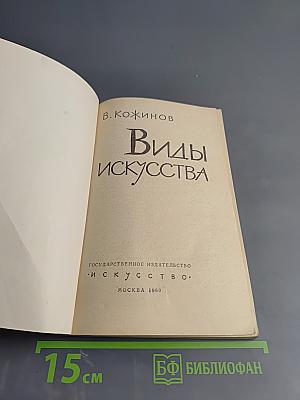 В. КОЖИНОВ
ВИДЫ
ИСКУССТВА
ГОСУДАРСТВЕННОЕ ИЗДАТЕЛЬСТВО
·ИСКУССТВО·
МОСКВА 1960
15 см
БФ БИБЛИОФАН